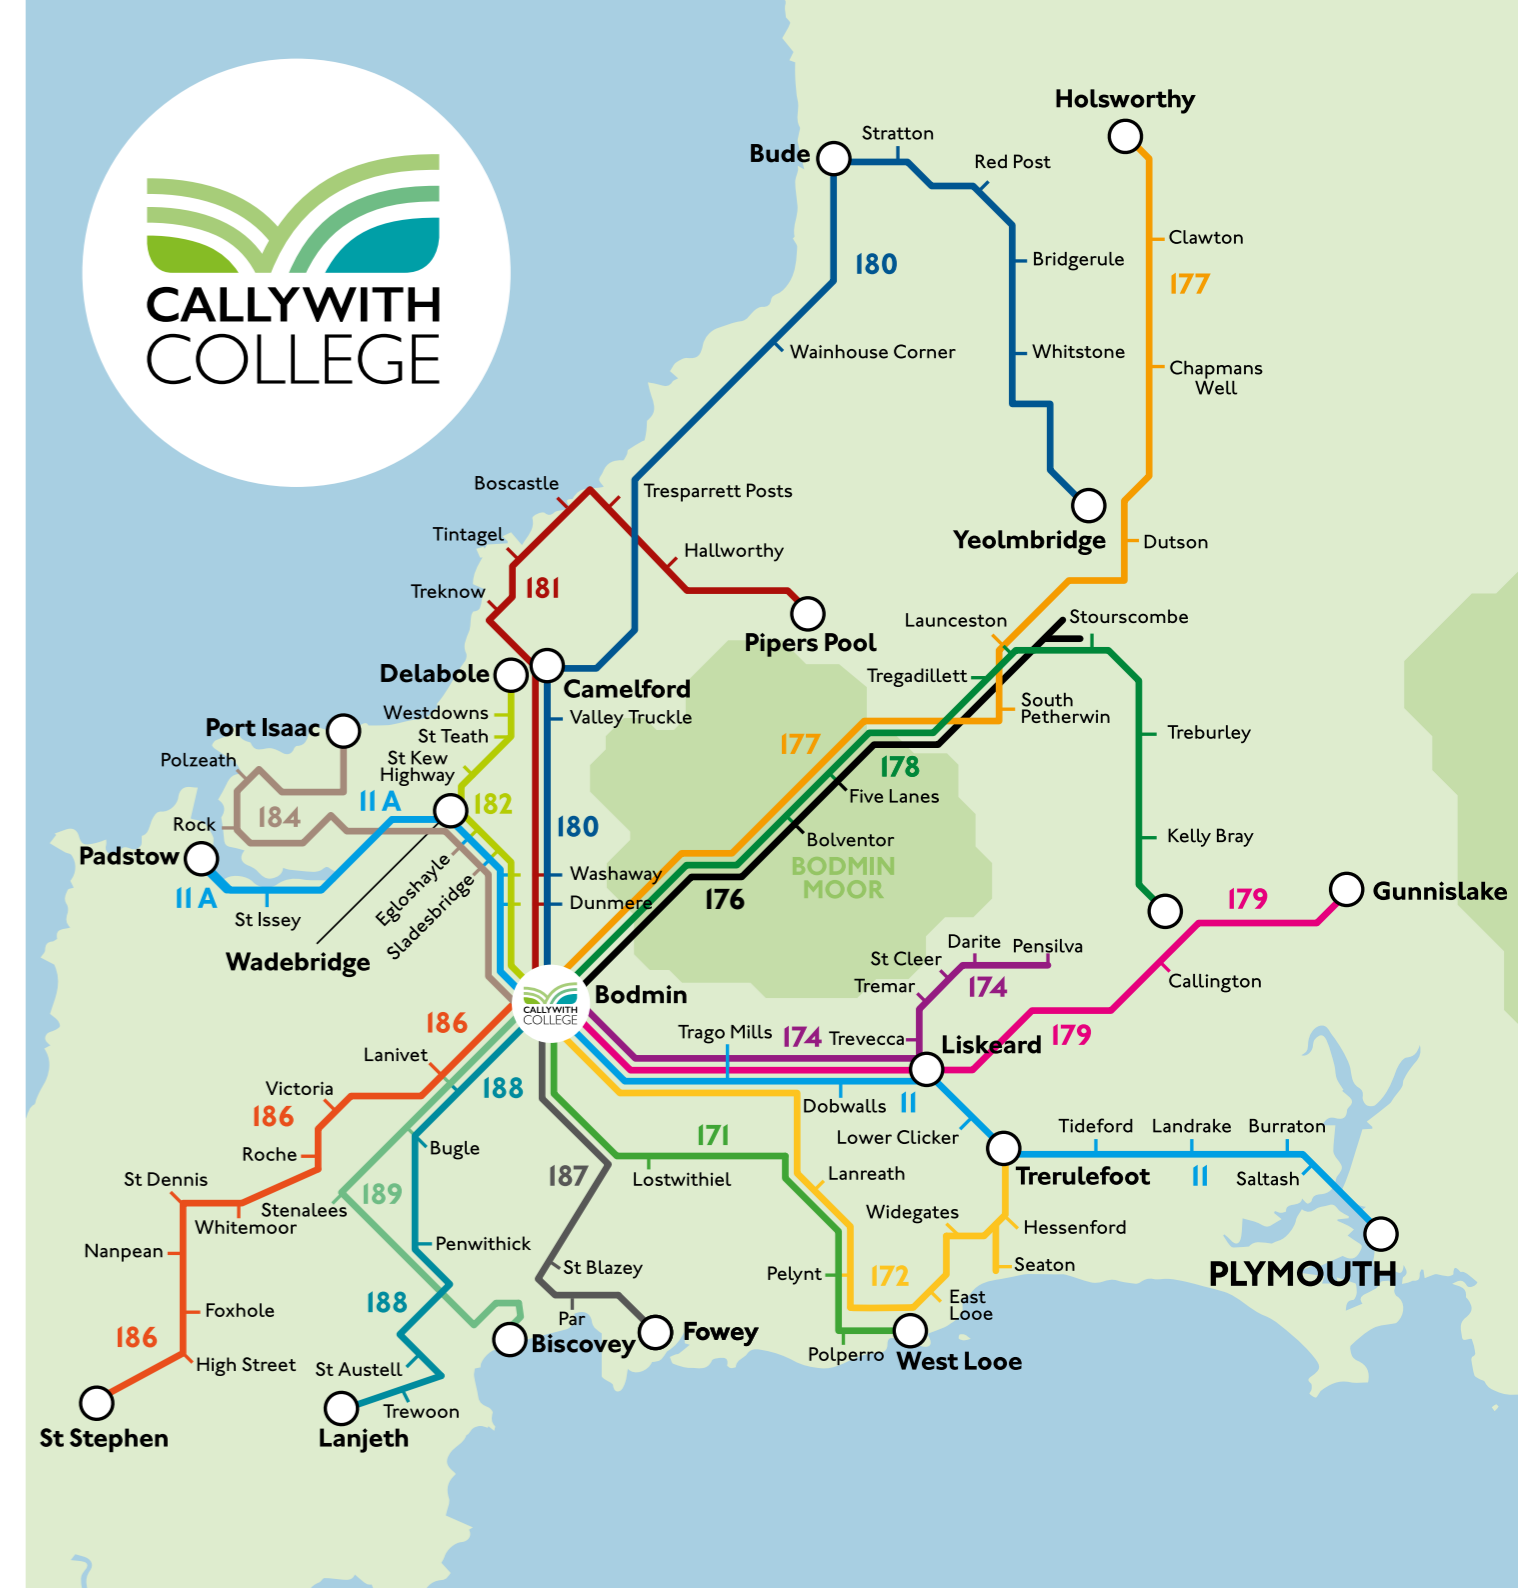 CALLYWITH
COLLEGE
Holsworthy
Bude
Stratton
Red Post
Clawton
Bridgerule
180
177
Wainhouse Corner
Whitstone
Chapmans
Well
Boscastle
Tresparrett Posts
Tintagel
Yeolmbridge
Dutson
Hallworthy
Treknow
181
Launceston
Stourscombe
Pipers Pool
Delabole
Camelford
Tregadillett
Westdowns
Valley Truckle
South
Petherwin
Port Isaac
St Teath
Treburley
Polzeath
St Kew
Highway
177
178
11 A
182
Five Lanes
184
Rock
180
Bolventor
Kelly Bray
Padstow
Egloshayle
Washaway
BODMIN
MOOR
11 A
St Issey
Sladesbridge
Dunmere
176
179
Gunnislake
Wadebridge
Darite
Pensilva
St Cleer
Callington
Tremar
174
Bodmin
CALLYWITH
COLLEGE
186
Trago Mills
174
Trevecca
Liskeard
179
Lanivet
Victoria
188
Dobwalls
11
186
171
Lower Clicker
Tideford
Landrake
Burraton
Bugle
Roche
St Dennis
187
Lostwithiel
Lanreath
Trerulefoot
11
Saltash
189
Stenalees
Whitemoor
Widegates
Hessenford
Nanpean
Penwithick
St Blazey
Pelynt
172
Seaton
PLYMOUTH
188
Foxhole
Par
East
Looe
186
High Street
St Austell
Biscovey
Fowey
Polperro
West Looe
Trewoon
St Stephen
Lanjeth